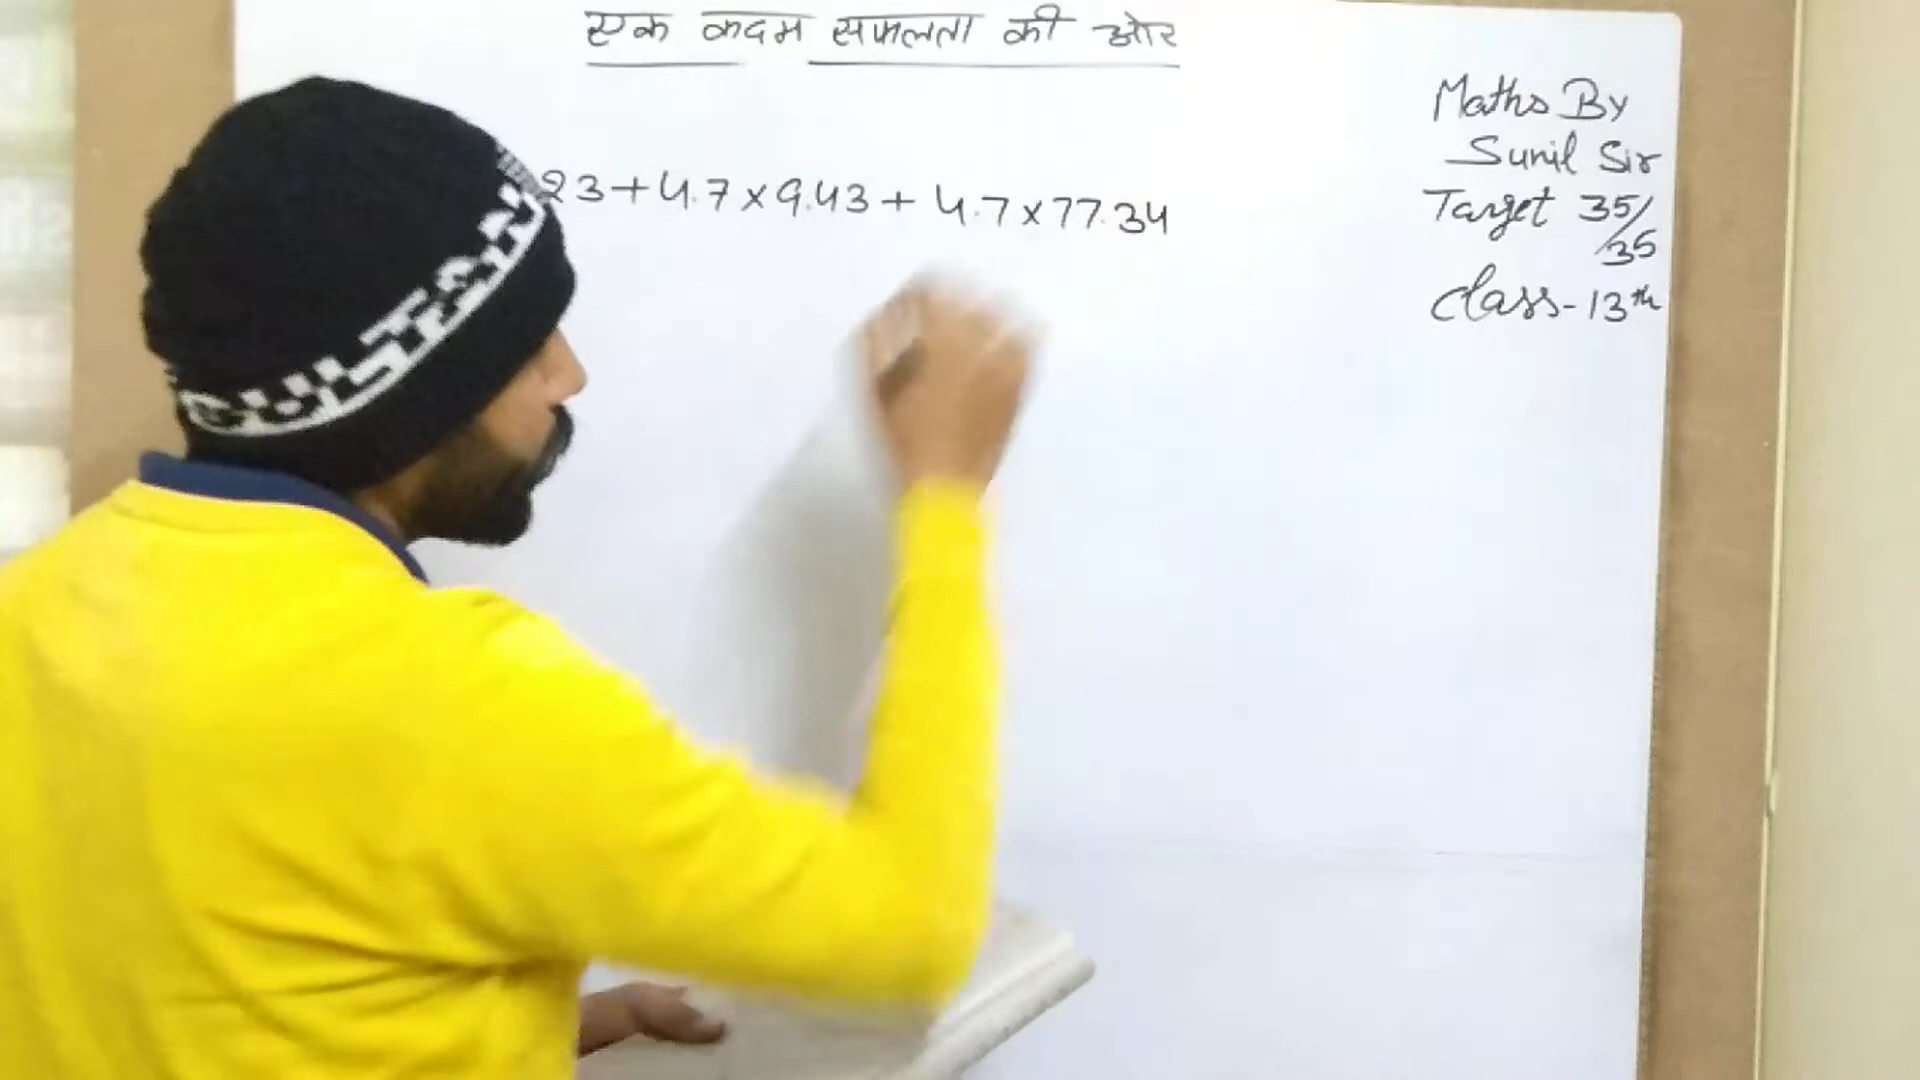 एक कदम सफलता की ओर
23+4.7×9.43+ 4.7×77.34
Maths By
Sunil Sir
Target 35/
35
Class-13th